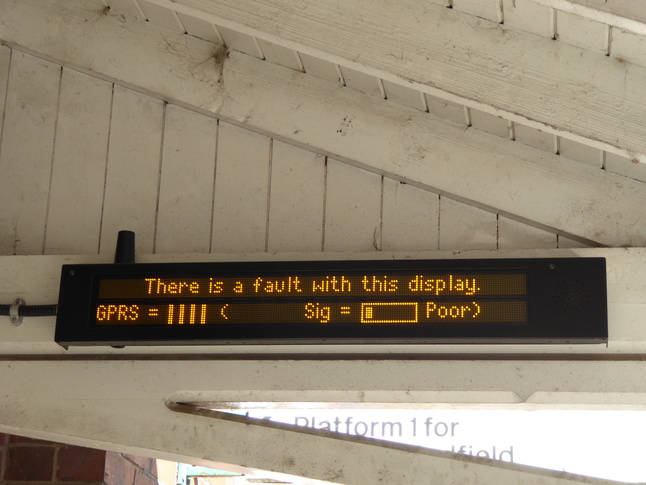 There is a fault with this display.
GPRS = |||| ( Sig = Poor)
Platform 1 for